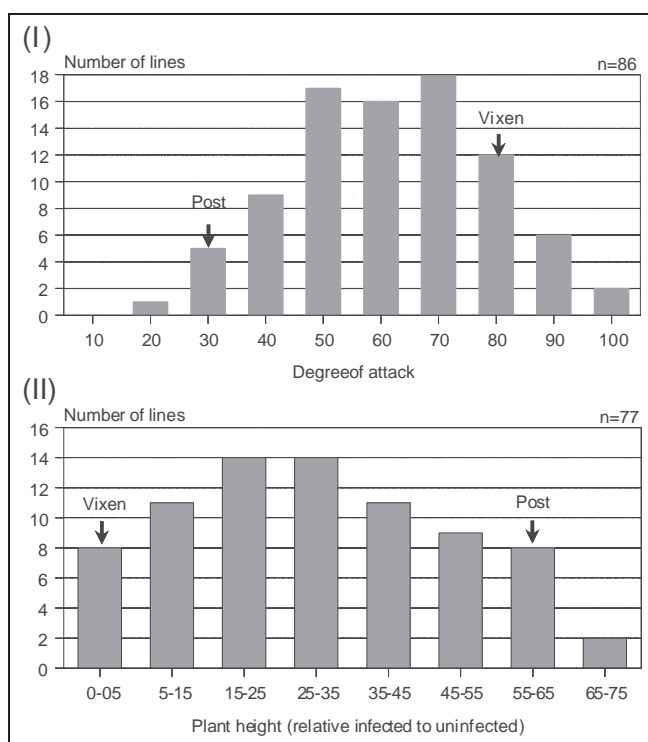 (I)
Number of lines n=86
18
16
14
12
10
8
6
4
2
0
Post
Vixen
10 20 30 40 50 60 70 80 90 100
Degreeof attack
(II)
Number of lines n=77
16
14
12
10
8
6
4
2
0
Vixen
Post
0-05 5-15 15-25 25-35 35-45 45-55 55-65 65-75
Plant height (relative infected to uninfected)